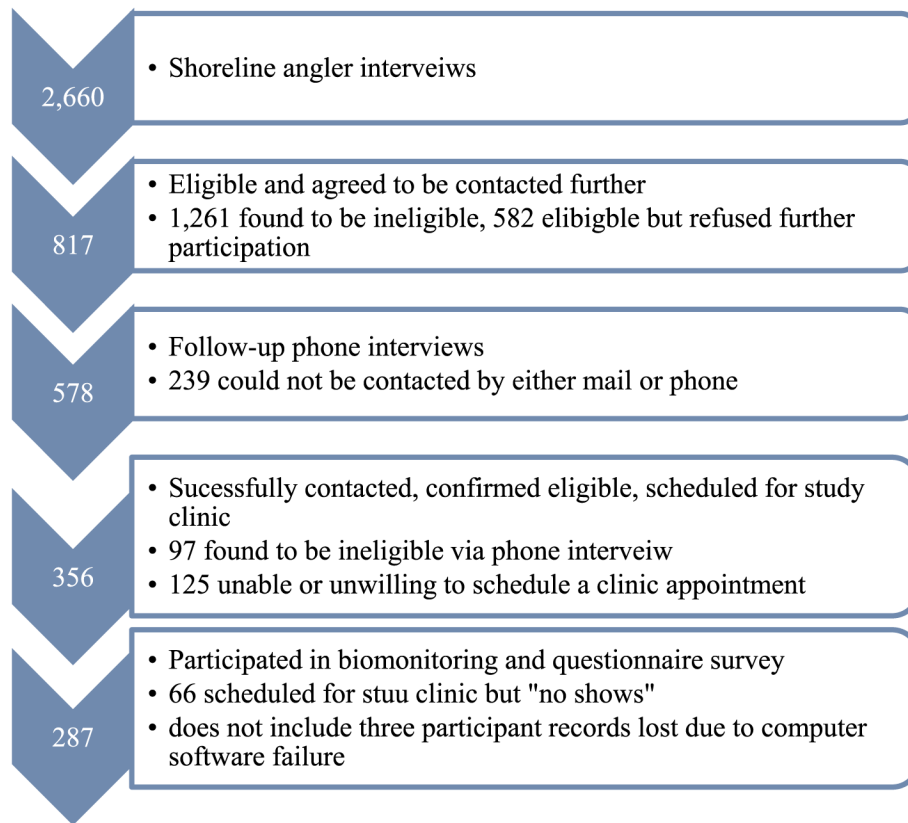 2,660
• Shoreline angler interveiws
817
• Eligible and agreed to be contacted further
• 1,261 found to be ineligible, 582 elibigble but refused further
participation
578
• Follow-up phone interviews
• 239 could not be contacted by either mail or phone
356
• Sucessfully contacted, confirmed eligible, scheduled for study
clinic
• 97 found to be ineligible via phone interveiw
• 125 unable or unwilling to schedule a clinic appointment
287
• Participated in biomonitoring and questionnaire survey
• 66 scheduled for stuu clinic but "no shows"
• does not include three participant records lost due to computer
software failure